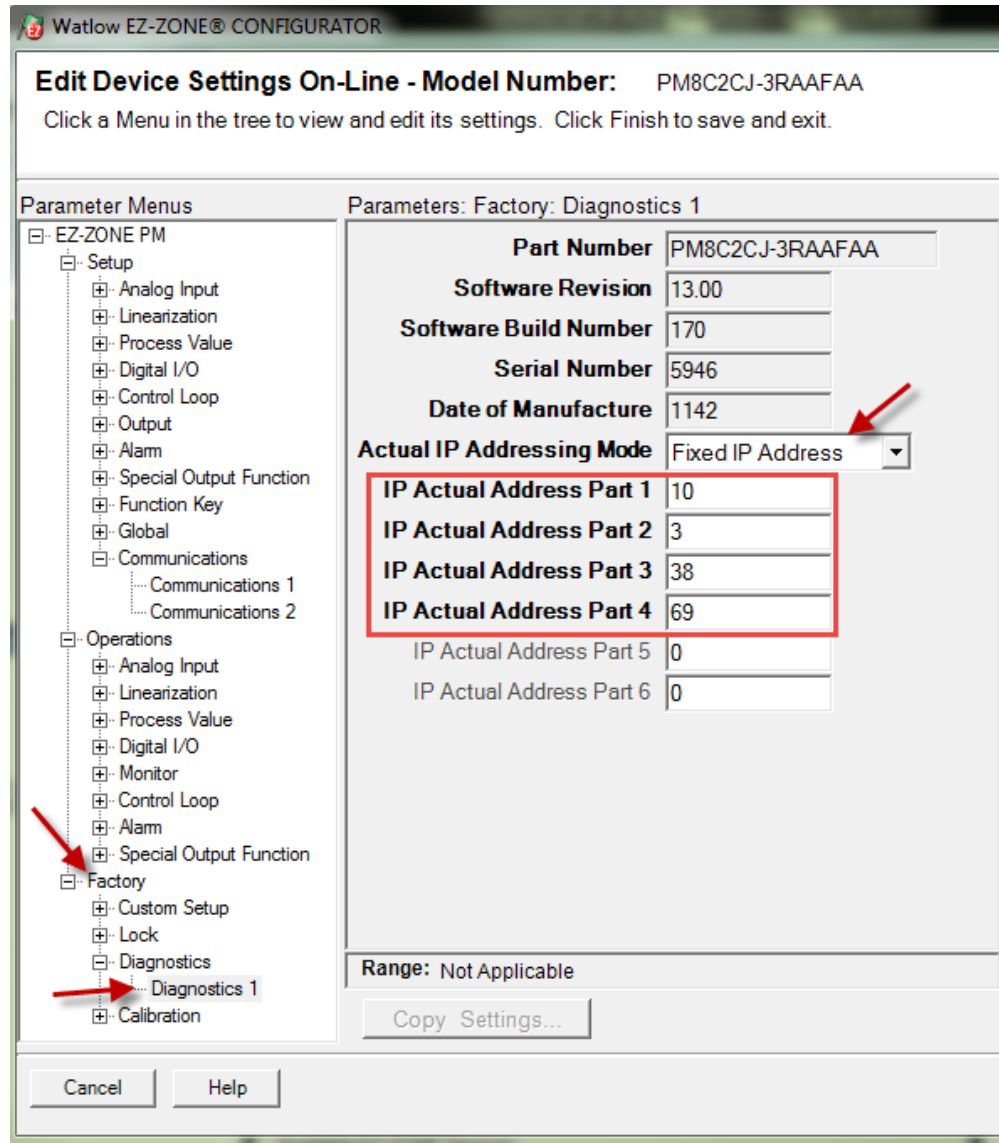 Watlow EZ-ZONE® CONFIGURATOR
Edit Device Settings On-Line - Model Number: PM8C2CJ-3RAAFAA
Click a Menu in the tree to view and edit its settings. Click Finish to save and exit.
Parameter Menus
EZ-ZONE PM
Setup
Analog Input
Linearization
Process Value
Digital I/O
Control Loop
Output
Alarm
Special Output Function
Function Key
Global
Communications
Communications 1
Communications 2
Operations
Analog Input
Linearization
Process Value
Digital I/O
Monitor
Control Loop
Alarm
Special Output Function
Factory
Custom Setup
Lock
Diagnostics
Diagnostics 1
Calibration
Parameters: Factory: Diagnostics 1
Part Number PM8C2CJ-3RAAFAA
Software Revision 13.00
Software Build Number 170
Serial Number 5946
Date of Manufacture 1142
Actual IP Addressing Mode Fixed IP Address
IP Actual Address Part 1 10
IP Actual Address Part 2 3
IP Actual Address Part 3 38
IP Actual Address Part 4 69
IP Actual Address Part 5 0
IP Actual Address Part 6 0
Range: Not Applicable
Copy Settings...
Cancel Help